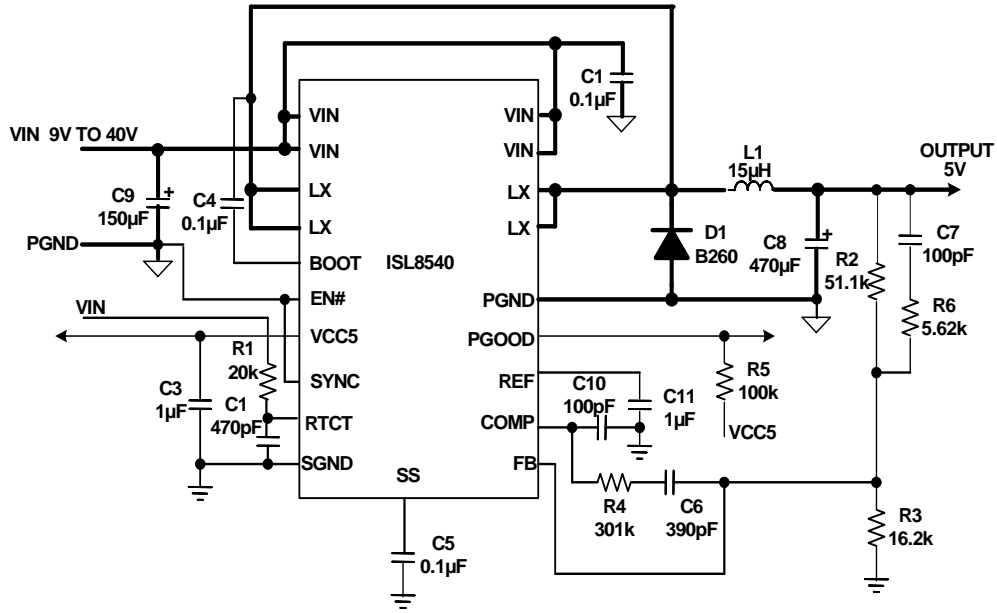 C1
0.1µF
VIN
VIN
VIN 9V TO 40V
VIN
VIN
L1
15µH
OUTPUT
5V
C9
150µF
+
C4
0.1µF
LX
LX
LX
LX
PGND
BOOT
ISL8540
D1
B260
C8
470µF
+
R2
51.1k
C7
100pF
EN#
PGND
R6
5.62k
VIN
VCC5
PGOOD
R1
20k
SYNC
REF
C10
100pF
C11
1µF
R5
100k
C3
1µF
C1
470pF
RTCT
COMP
VCC5
SGND
FB
SS
R4
301k
C6
390pF
R3
16.2k
C5
0.1µF